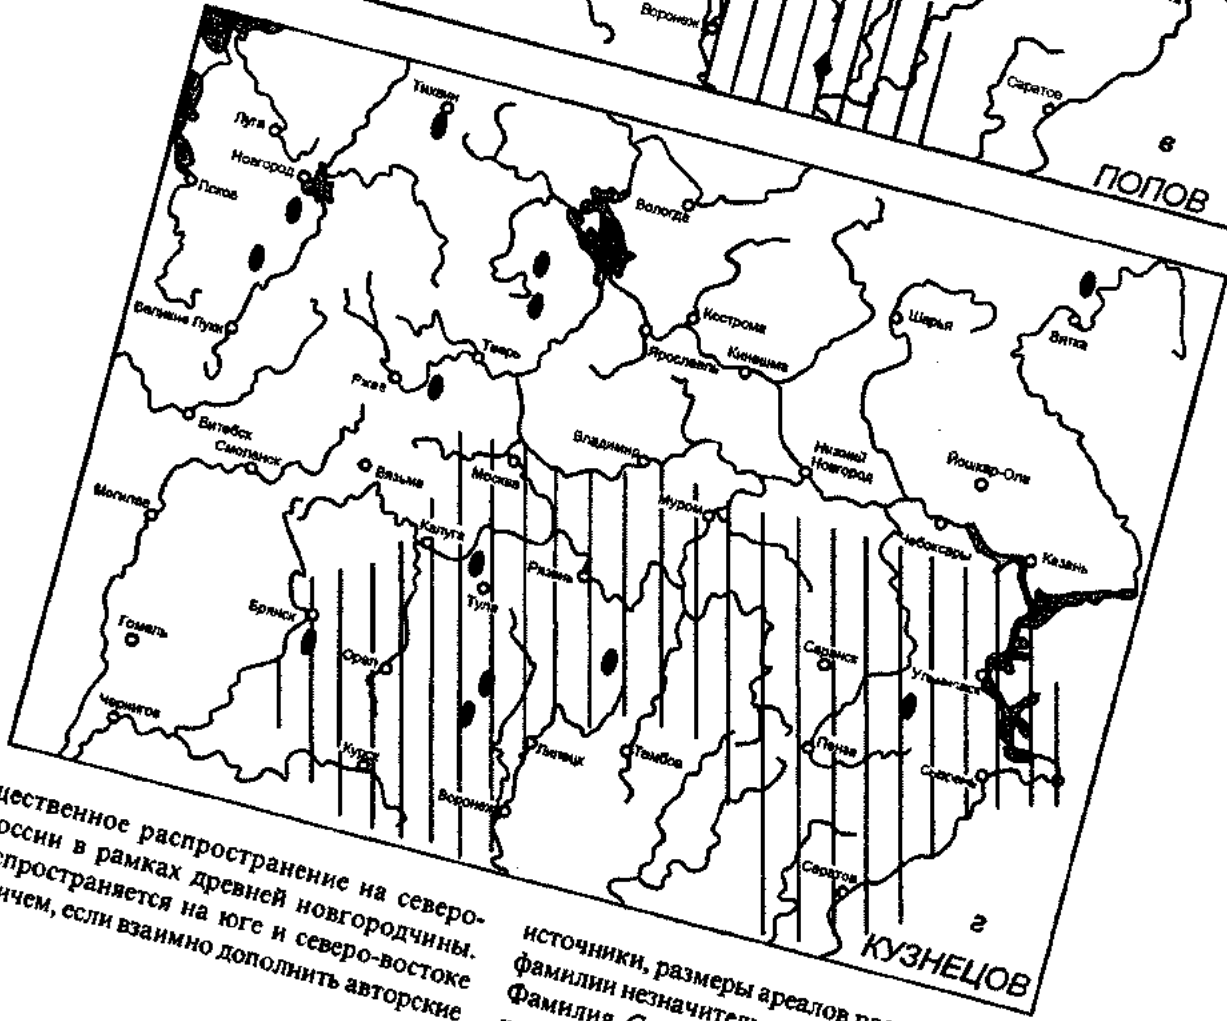 Воронеж
Саратов
в
ПОПОВ
Тихвин
Луга
Новгород
Псков
Вологда
Великие Луки
Кострома
Шарья
Вятка
Ярославль
Кинешма
Тверь
Ржев
Витебск
Смоленск
Вязьма
Москва
Владимир
Нижний
Новгород
Йошкар-Ола
Могилев
Калуга
Муром
Чебоксары
Казань
Рязань
Тула
Брянск
Гомель
Орел
Саранск
Ульяновск
Чернигов
Курск
Липецк
Тамбов
Пенза
Сызрань
Воронеж
Саратов
г
КУЗНЕЦОВ
щественное распространение на северо-
оссии в рамках древней новгородчины.
спространяется на юге и северо-востоке
ичем, если взаимно дополнить авторские
источники, размеры ареалов
фамилии
Фамилия